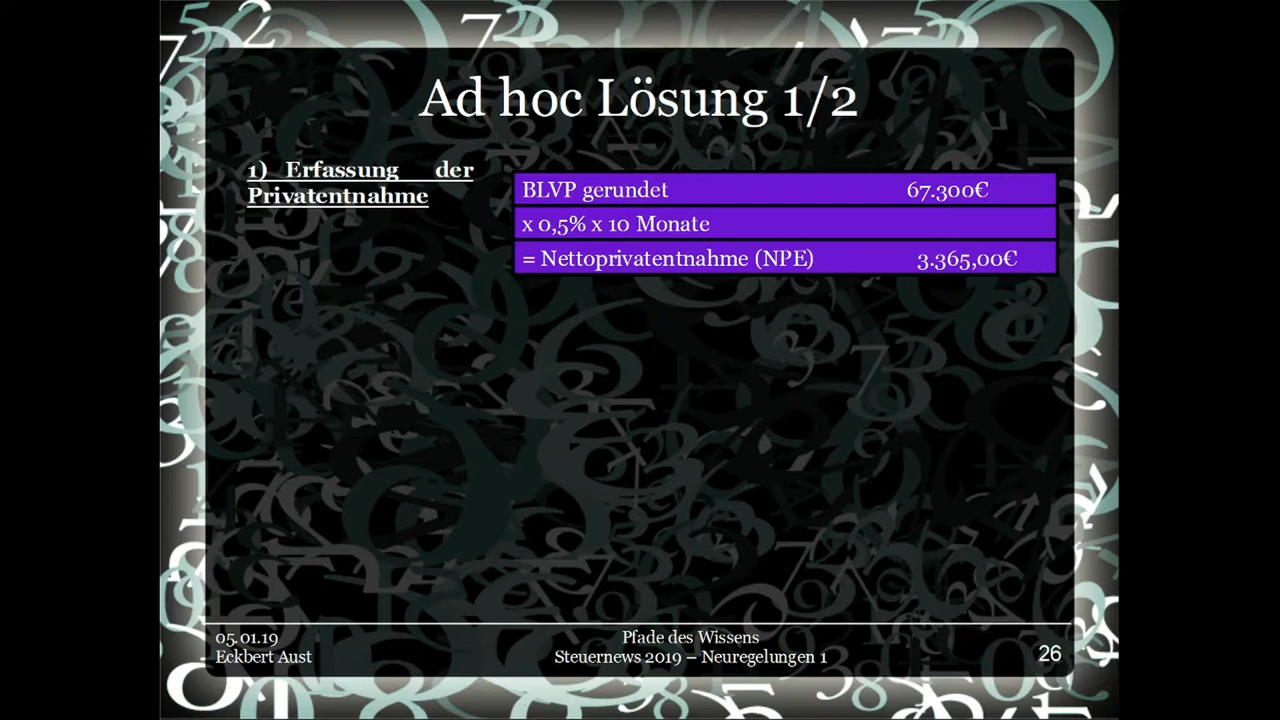 Ad hoc Lösung 1/2
1) Erfassung der
Privatentnahme
BLVP gerundet 67.300€
x 0,5% x 10 Monate
= Nettoprivatentnahme (NPE) 3.365,00€
05.01.19
Eckbert Aust
Pfade des Wissens
Steuernews 2019 – Neuregelungen 1
26